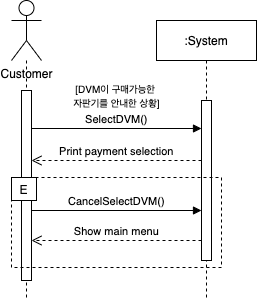 :System
Customer
[DVM이 구매가능한
자판기를 안내한 상황]
SelectDVM()
Print payment selection
E
CancelSelectDVM()
Show main menu